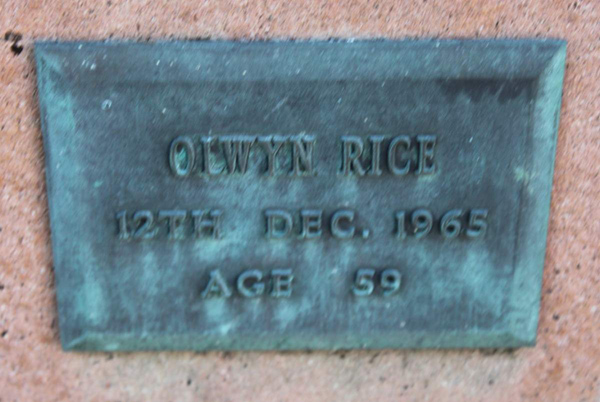 OLWYN RICE
12TH DEC. 1965
AGE 59